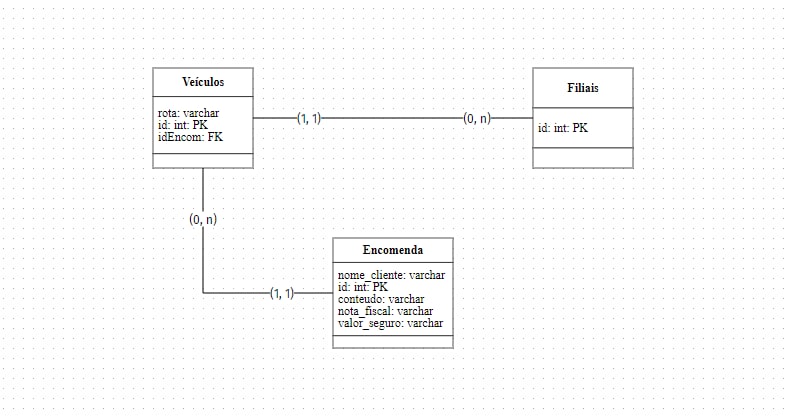 Veículos
rota: varchar
id: int: PK
idEncom: FK
(1, 1)
(0, n)
Filiais
id: int: PK
(0, n)
(1, 1)
Encomenda
nome_cliente: varchar
id: int: PK
conteudo: varchar
nota_fiscal: varchar
valor_seguro: varchar